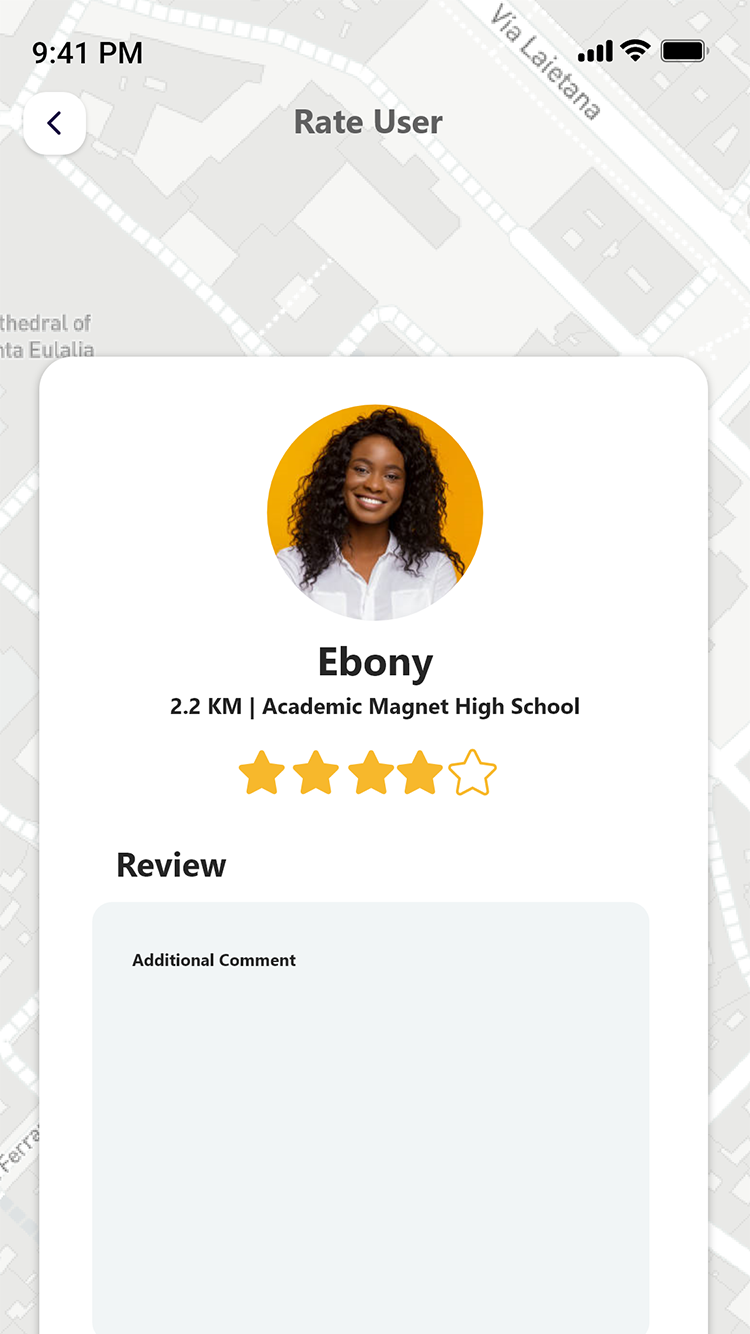 9:41 PM
Via Laietana
Rate User
thedral of
nta Eulalia
Ebony
2.2 KM | Academic Magnet High School
Review
Additional Comment
Ferra